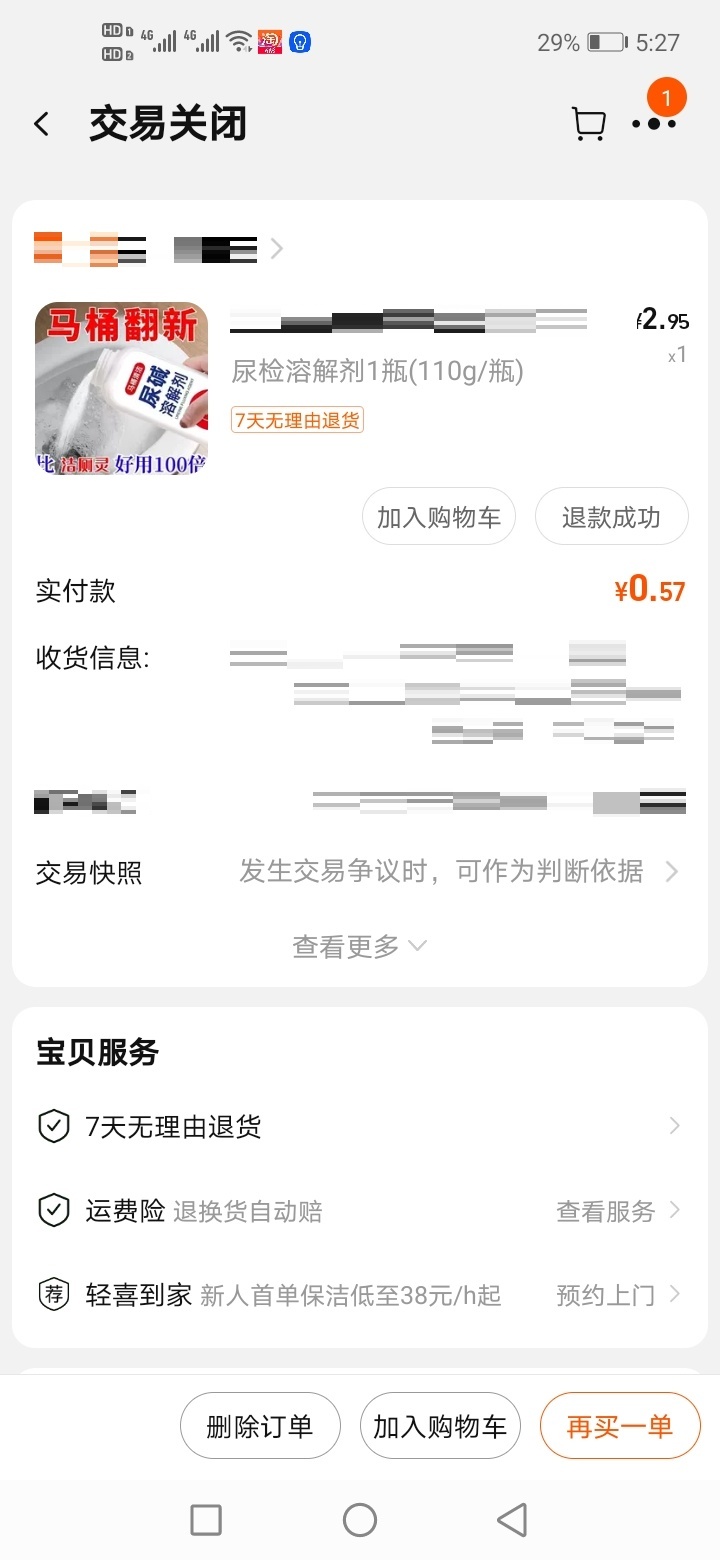 HD 1 4G 4G 淘 29% 5:27
HD 2
交易关闭
1
¥2.95
尿检溶解剂1瓶(110g/瓶)
x1
7天无理由退货
马桶翻新
尿碱
溶解剂
比 洁厕灵 好用100倍
加入购物车
退款成功
实付款
¥0.57
收货信息:
交易快照
发生交易争议时，可作为判断依据
查看更多
宝贝服务
7天无理由退货
运费险 退换货自动赔 查看服务
荐 轻喜到家 新人首单保洁低至38元/h起 预约上门
删除订单
加入购物车
再买一单